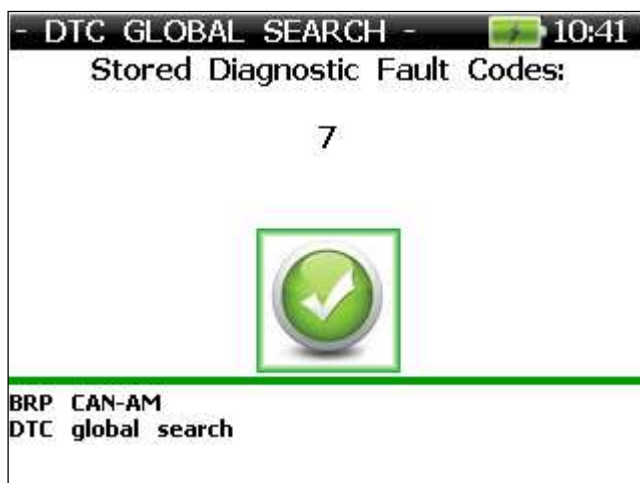 - DTC GLOBAL SEARCH - 10:41
Stored Diagnostic Fault Codes:
7
BRP CAN-AM
DTC global search